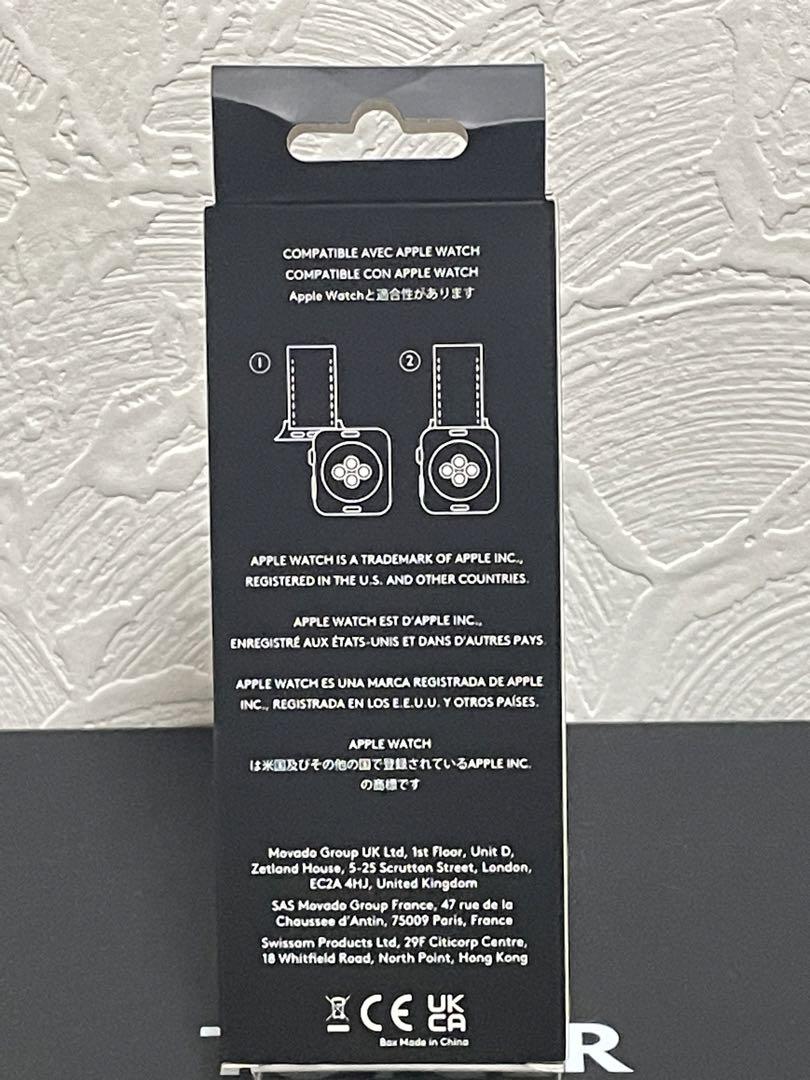 COMPATIBLE AVEC APPLE WATCH
COMPATIBLE CON APPLE WATCH
Apple Watchと適合性があります
1
2
APPLE WATCH IS A TRADEMARK OF APPLE INC.,
REGISTERED IN THE U.S. AND OTHER COUNTRIES.
APPLE WATCH EST D'APPLE INC.,
ENREGISTRÉ AUX ÉTATS-UNIS ET DANS D'AUTRES PAYS.
APPLE WATCH ES UNA MARCA REGISTRADA DE APPLE
INC., REGISTRADA EN LOS E.E.U.U. Y OTROS PAÍSES.
APPLE WATCH
は米国及びその他の国で登録されているAPPLE INC.
の商標です
Movado Group UK Ltd, 1st Floor, Unit D,
Zetland House, 5-25 Scrutton Street, London,
EC2A 4HJ, United Kingdom
SAS Movado Group France, 47 rue de la
Chaussee d'Antin, 75009 Paris, France
Swissam Products Ltd, 29F Citicorp Centre,
18 Whitfield Road, North Point, Hong Kong
CE UK
CA
Box Made in China
R